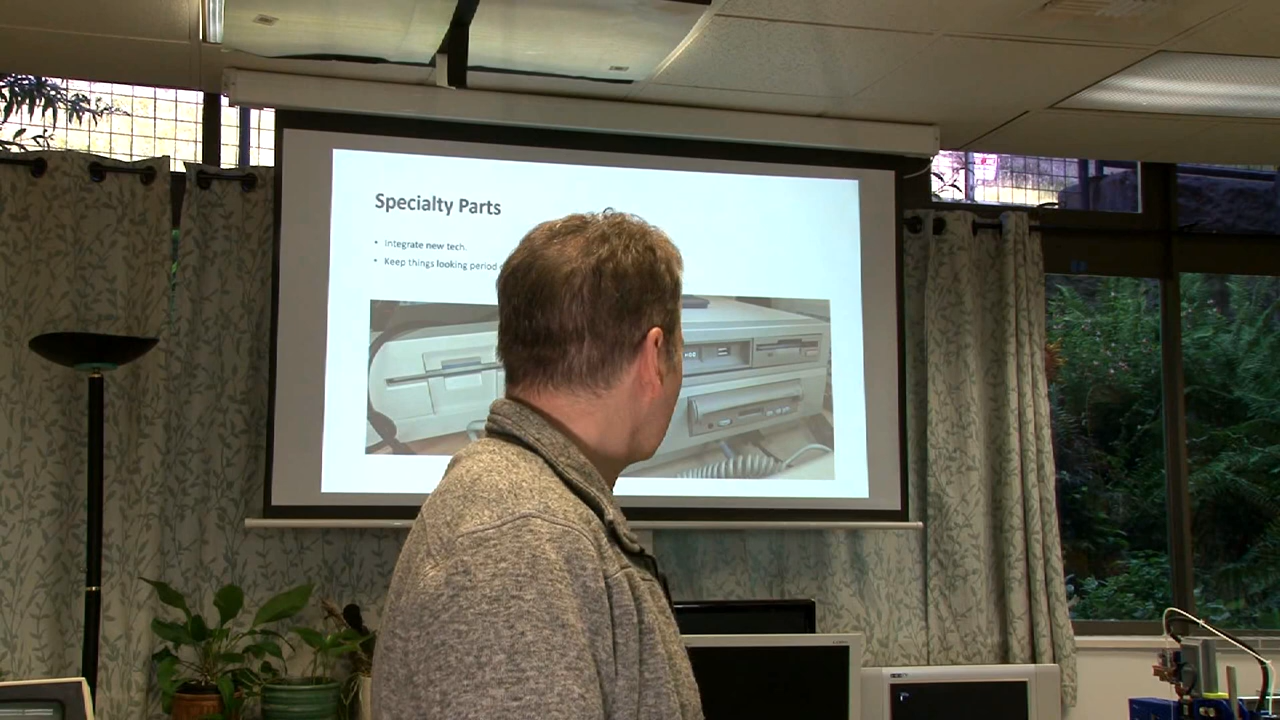 Specialty Parts
• Integrate new tech.
• Keep things looking period